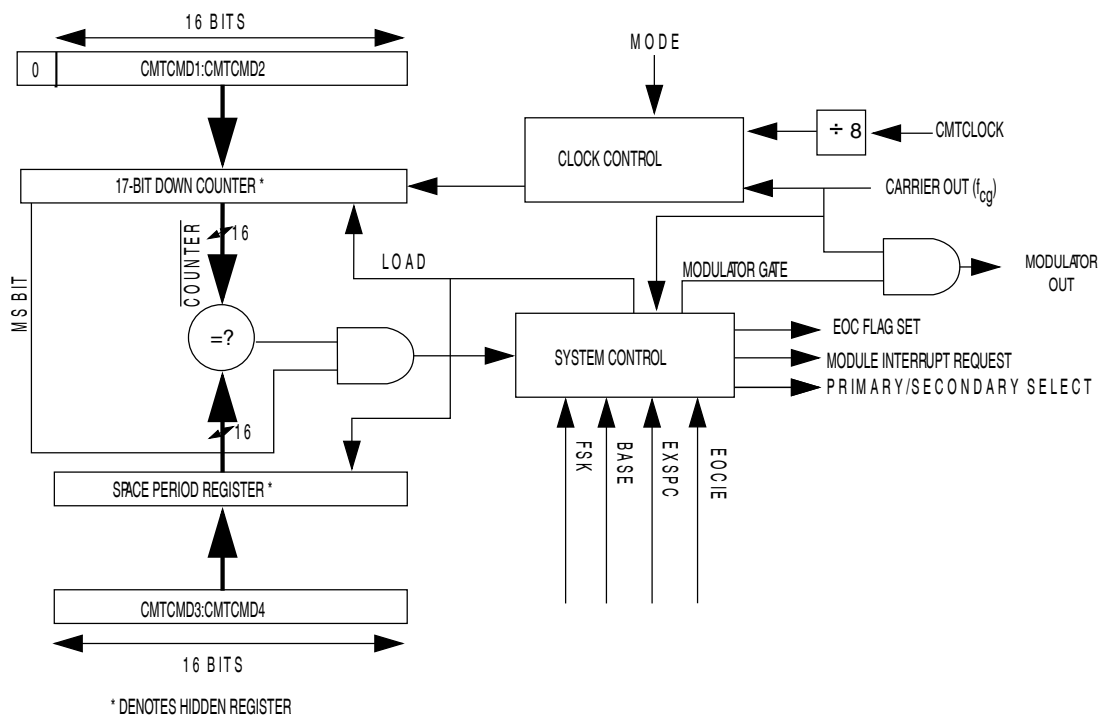 16 BITS
0
CMTCMD1:CMTCMD2
MODE
÷ 8
CMTCLOCK
CLOCK CONTROL
17-BIT DOWN COUNTER *
CARRIER OUT (fcg)
16
COUNTER
MS BIT
LOAD
MODULATOR GATE
MODULATOR
OUT
=?
SYSTEM CONTROL
EOC FLAG SET
MODULE INTERRUPT REQUEST
PRIMARY/SECONDARY SELECT
16
FSK
BASE
EXSPC
EOCIE
SPACE PERIOD REGISTER *
CMTCMD3:CMTCMD4
16 BITS
* DENOTES HIDDEN REGISTER